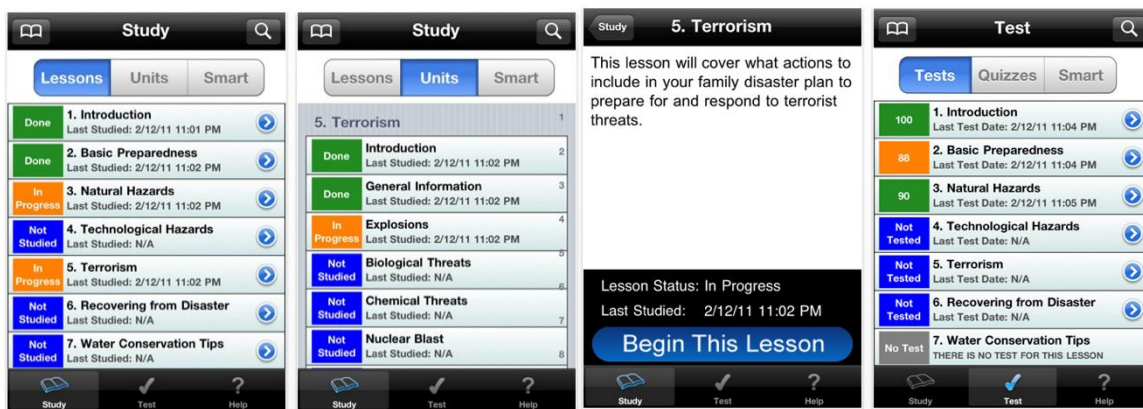 Study
Lessons Units Smart
Done
1. Introduction
Last Studied: 2/12/11 11:01 PM
Done
2. Basic Preparedness
Last Studied: 2/12/11 11:02 PM
In Progress
3. Natural Hazards
Last Studied: 2/12/11 11:02 PM
Not Studied
4. Technological Hazards
Last Studied: N/A
In Progress
5. Terrorism
Last Studied: 2/12/11 11:02 PM
Not Studied
6. Recovering from Disaster
Last Studied: N/A
Not Studied
7. Water Conservation Tips
Last Studied: N/A
Study Test Help
Study
Lessons Units Smart
5. Terrorism 1
Done
Introduction 2
Last Studied: 2/12/11 11:02 PM
Done
General Information 3
Last Studied: 2/12/11 11:02 PM
In Progress
Explosions 4
Last Studied: 2/12/11 11:02 PM
Not Studied
Biological Threats 5
Last Studied: N/A 6
Not Studied
Chemical Threats
Last Studied: N/A 7
Not Studied
Nuclear Blast
Last Studied: N/A 8
Study Test Help
Study 5. Terrorism
This lesson will cover what actions to
include in your family disaster plan to
prepare for and respond to terrorist
threats.
Lesson Status: In Progress
Last Studied: 2/12/11 11:02 PM
Begin This Lesson
Study Test Help
Test
Tests Quizzes Smart
100
1. Introduction
Last Test Date: 2/12/11 11:04 PM
88
2. Basic Preparedness
Last Test Date: 2/12/11 11:04 PM
90
3. Natural Hazards
Last Test Date: 2/12/11 11:05 PM
Not Tested
4. Technological Hazards
Last Test Date: N/A
Not Tested
5. Terrorism
Last Test Date: N/A
Not Tested
6. Recovering from Disaster
Last Test Date: N/A
No Test
7. Water Conservation Tips
THERE IS NO TEST FOR THIS LESSON
Study Test Help